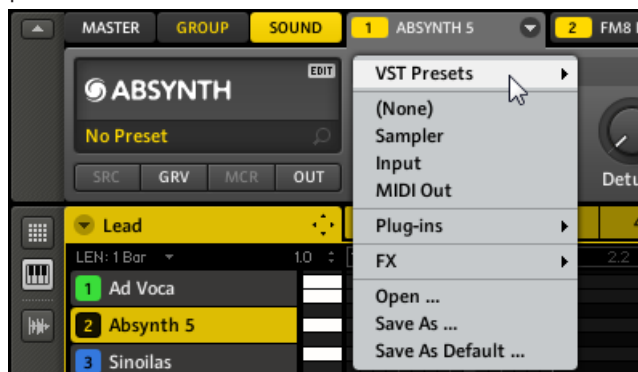 MASTER GROUP SOUND 1 ABSYNTH 5 2 FM8
ABSYNTH EDIT
No Preset
SRC GRV MCR OUT
VST Presets
(None)
Sampler
Input
MIDI Out
Plug-ins
FX
Open ...
Save As ...
Save As Default ...
Detu
Lead 4
LEN: 1 Bar 1.0 2.2
1 Ad Voca
2 Absynth 5
3 Sinoilas